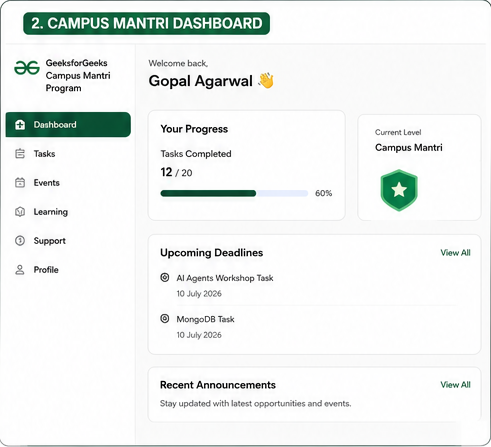 2. CAMPUS MANTRI DASHBOARD
GeeksforGeeks
Campus Mantri
Program
Dashboard
Tasks
Events
Learning
Support
Profile
Welcome back,
Gopal Agarwal 👋
Your Progress
Tasks Completed
12 / 20
60%
Current Level
Campus Mantri
Upcoming Deadlines
View All
AI Agents Workshop Task
10 July 2026
MongoDB Task
10 July 2026
Recent Announcements
View All
Stay updated with latest opportunities and events.